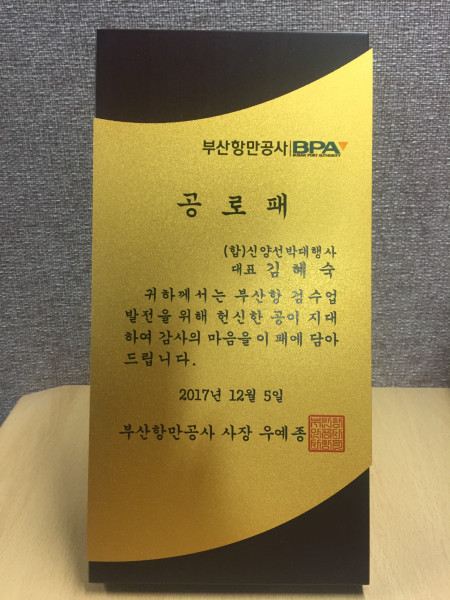 부산항만공사 BPA
BUSAN PORT AUTHORITY
공로패
(합)신양선박대행사
대표 김혜숙
귀하께서는 부산항 검수업
발전을 위해 헌신한 공이 지대
하여 감사의 마음을 이 패에 담아
드립니다.
2017년 12월 5일
부산항만공사 사장 우예종